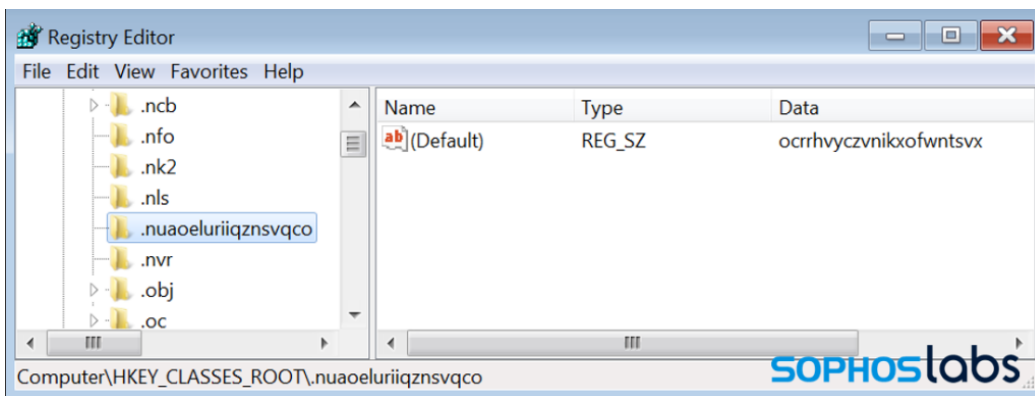 Registry Editor
File Edit View Favorites Help
.ncb
.nfo
.nk2
.nls
.nuaoeluriiqznsvqco
.nvr
.obj
.oc
Name Type Data
ab (Default) REG_SZ ocrrhvyczvnikxofwntsvx
Computer\HKEY_CLASSES_ROOT\.nuaoeluriiqznsvqco
SOPHOSlabs